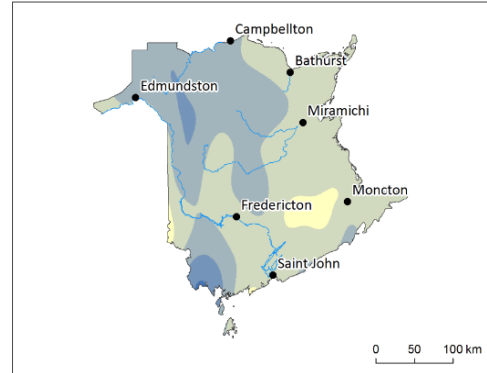 Campbellton
Bathurst
Edmundston
Miramichi
Moncton
Fredericton
Saint John
0 50 100 km